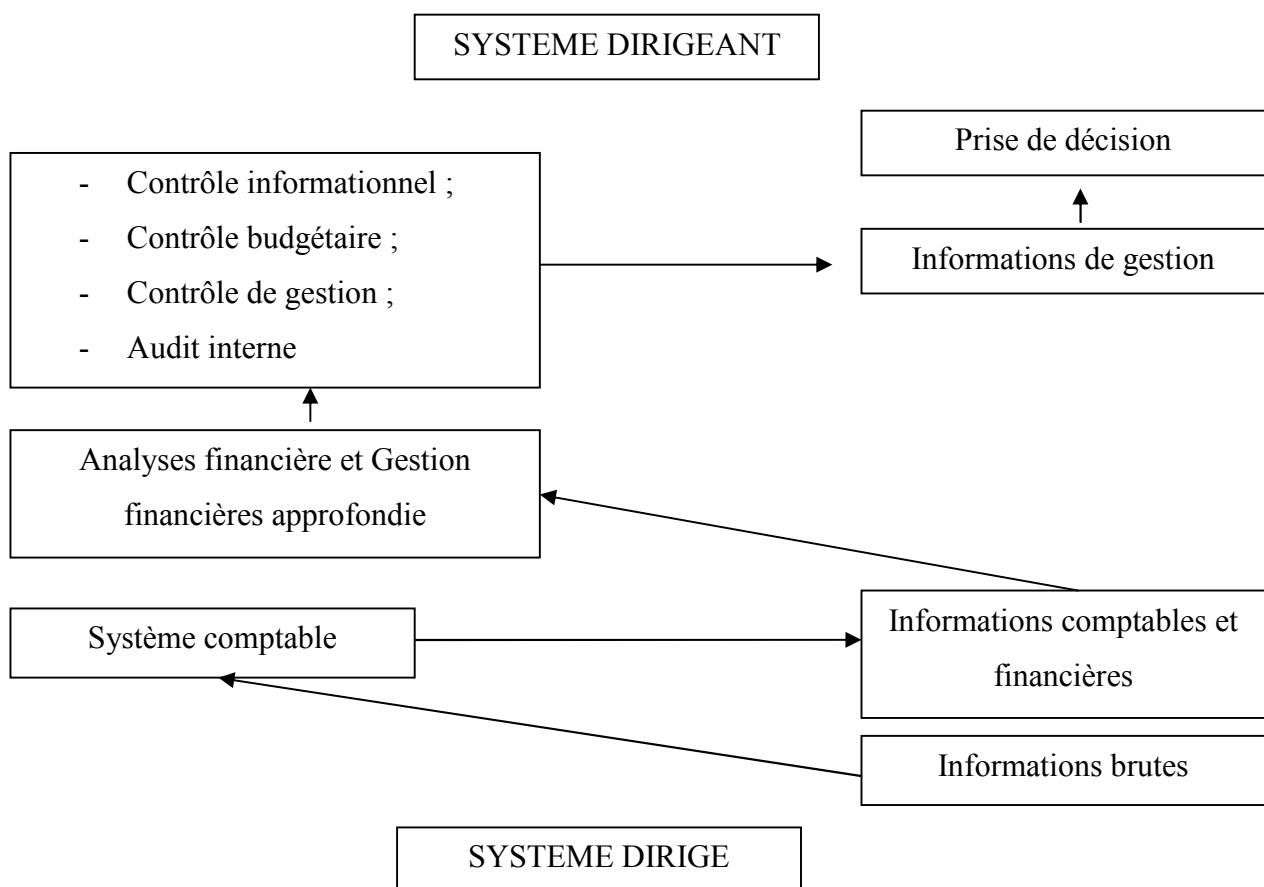 SYSTEME DIRIGEANT
Prise de décision
- Contrôle informationnel ;
- Contrôle budgétaire ;
- Contrôle de gestion ;
- Audit interne
Informations de gestion
Analyses financière et Gestion
financières approfondie
Système comptable
Informations comptables et
financières
Informations brutes
SYSTEME DIRIGE